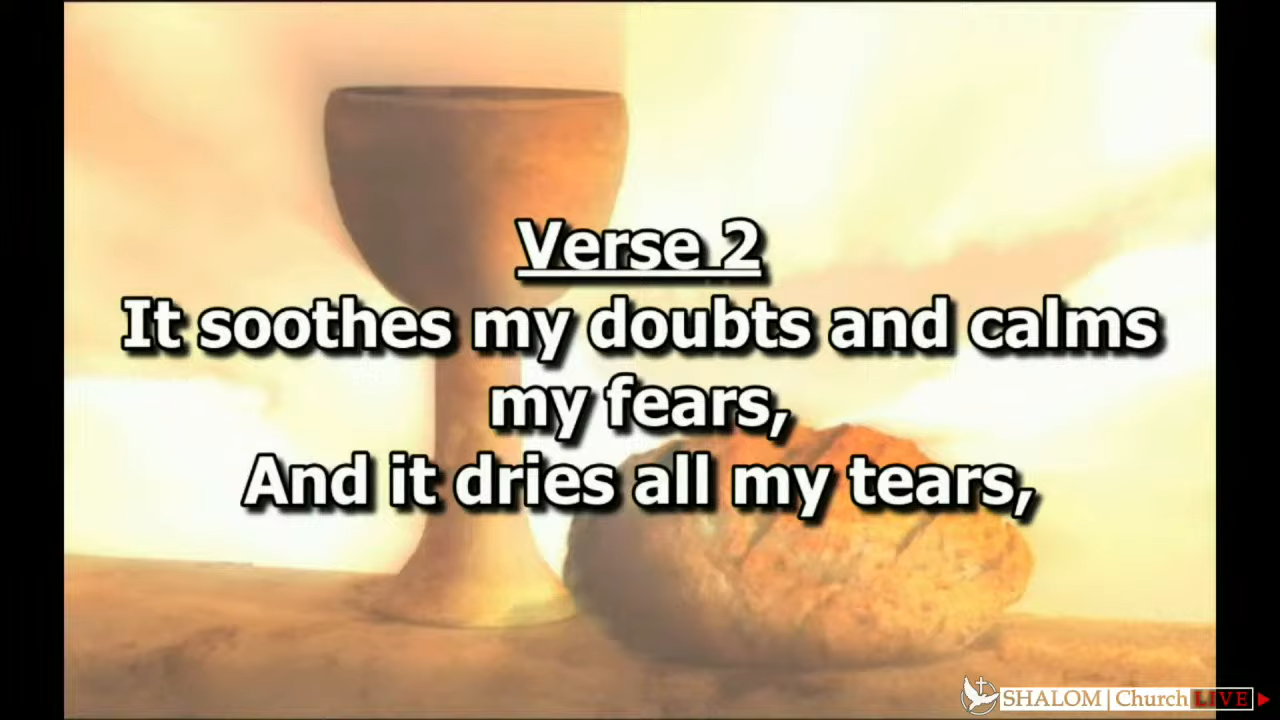 Verse 2
It soothes my doubts and calms
my fears,
And it dries all my tears,
SHALOM | Church LIVE